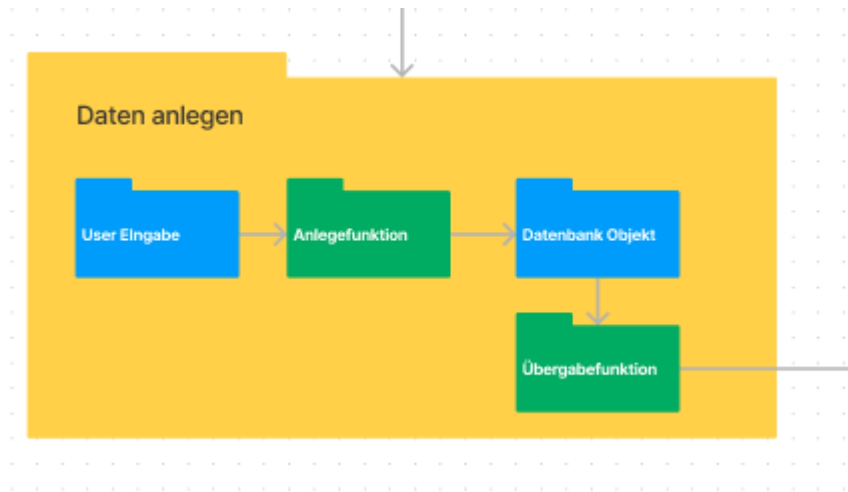 Daten anlegen
User EIngabe
Anlegefunktion
Datenbank Objekt
Übergabefunktion